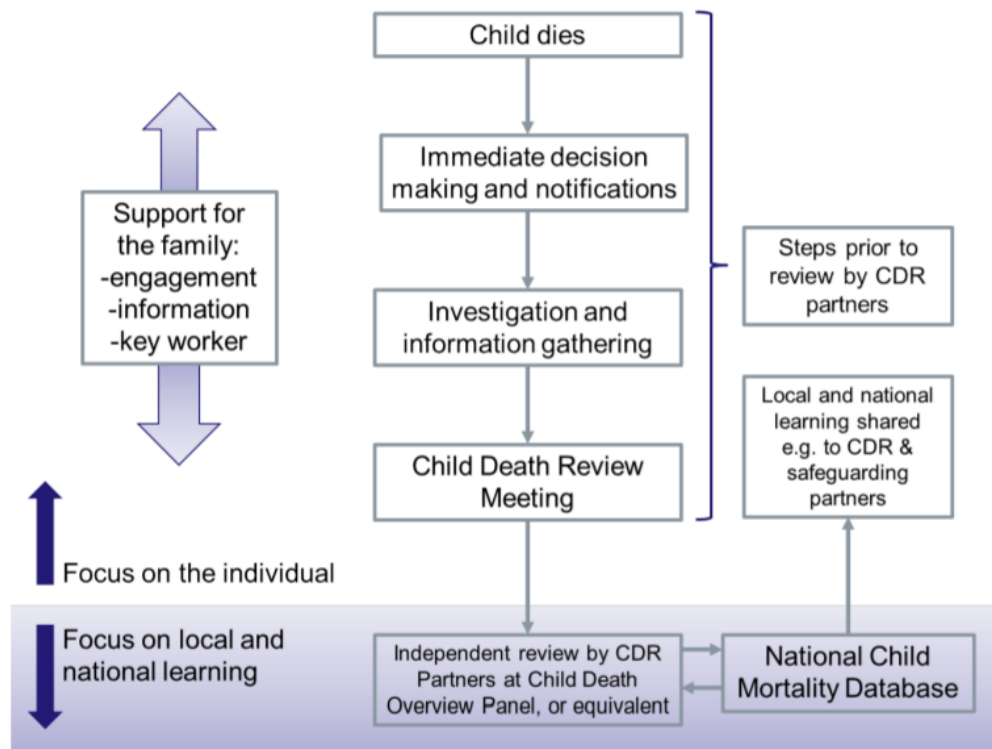 Child dies
Immediate decision
making and notifications
Support for
the family:
-engagement
-information
-key worker
Steps prior to
review by CDR
partners
Investigation and
information gathering
Local and national
learning shared
e.g. to CDR &
safeguarding
partners
Child Death Review
Meeting
Focus on the individual
Focus on local and
national learning
Independent review by CDR
Partners at Child Death
Overview Panel, or equivalent
National Child
Mortality Database